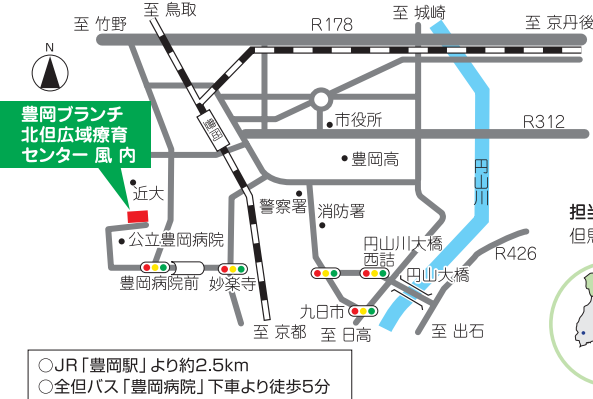 至 鳥取
至 城崎
至 竹野
R178
至 京丹後
N
豊岡ブランチ
北但広域療育
センター 風 内
豊岡
市役所
R312
豊岡高
円山川
近大
警察署
消防署
担当
公立豊岡病院
円山川大橋
西詰
R426
円山大橋
豊岡病院前
妙楽寺
九日市
至 京都
至 日高
至 出石
○JR「豊岡駅」より約2.5km
○全但バス「豊岡病院」下車より徒歩5分